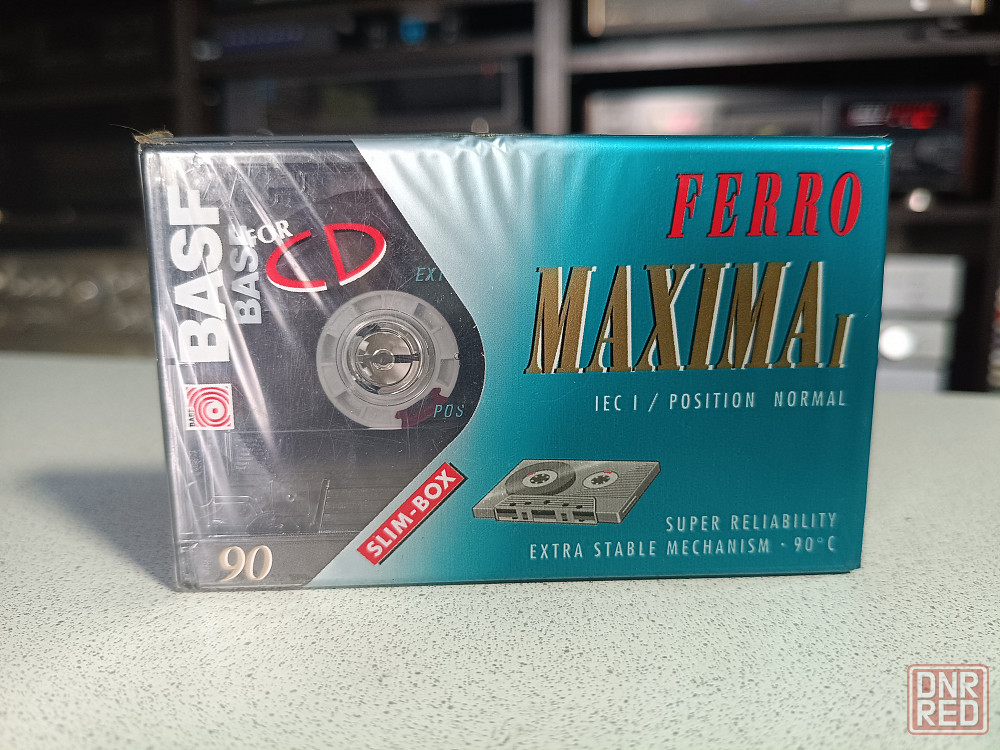 BASF
BASF
FOR
CD
EXT
POS
BASF
90
SLIM-BOX
FERRO
MAXIMA I
IEC I / POSITION NORMAL
SUPER RELIABILITY
EXTRA STABLE MECHANISM · 90°C
DNR
RED